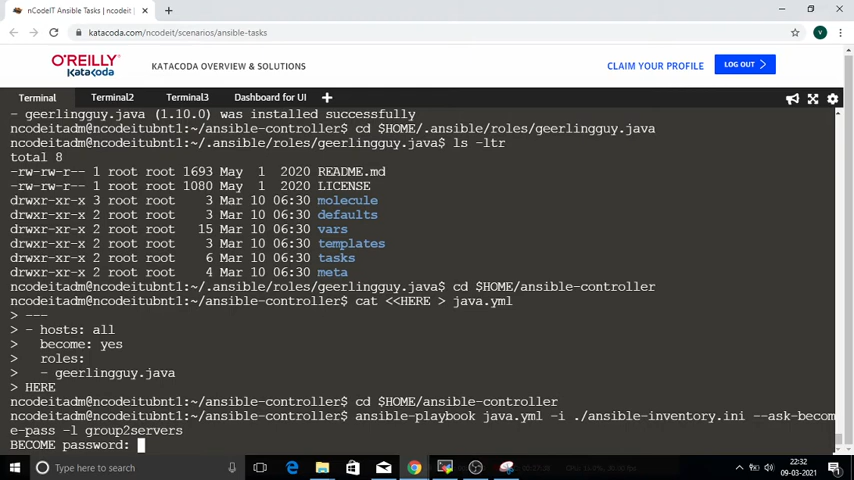 nCodeIT Ansible Tasks | ncodeit
katacoda.com/ncodeit/scenarios/ansible-tasks
V
O'REILLY
Katacoda
KATACODA OVERVIEW & SOLUTIONS
CLAIM YOUR PROFILE
LOG OUT
Terminal
Terminal2
Terminal3
Dashboard for UI
- geerlingguy.java (1.10.0) was installed successfully
ncodeitadm@ncodeitubnt1:~/ansible-controller$ cd $HOME/.ansible/roles/geerlingguy.java
ncodeitadm@ncodeitubnt1:~/.ansible/roles/geerlingguy.java$ ls -ltr
total 8
-rw-rw-r-- 1 root root 1693 May  1  2020 README.md
-rw-rw-r-- 1 root root 1080 May  1  2020 LICENSE
drwxr-xr-x 3 root root    3 Mar 10 06:30 molecule
drwxr-xr-x 2 root root    3 Mar 10 06:30 defaults
drwxr-xr-x 2 root root   15 Mar 10 06:30 vars
drwxr-xr-x 2 root root    3 Mar 10 06:30 templates
drwxr-xr-x 2 root root    6 Mar 10 06:30 tasks
drwxr-xr-x 2 root root    4 Mar 10 06:30 meta
ncodeitadm@ncodeitubnt1:~/.ansible/roles/geerlingguy.java$ cd $HOME/ansible-controller
ncodeitadm@ncodeitubnt1:~/ansible-controller$ cat <<HERE > java.yml
> ---
> - hosts: all
>   become: yes
>   roles:
>   - geerlingguy.java
> HERE
ncodeitadm@ncodeitubnt1:~/ansible-controller$ cd $HOME/ansible-controller
ncodeitadm@ncodeitubnt1:~/ansible-controller$ ansible-playbook java.yml -i ./ansible-inventory.ini --ask-becom
e-pass -l group2servers
BECOME password:
Type here to search
22:32
09-03-2021